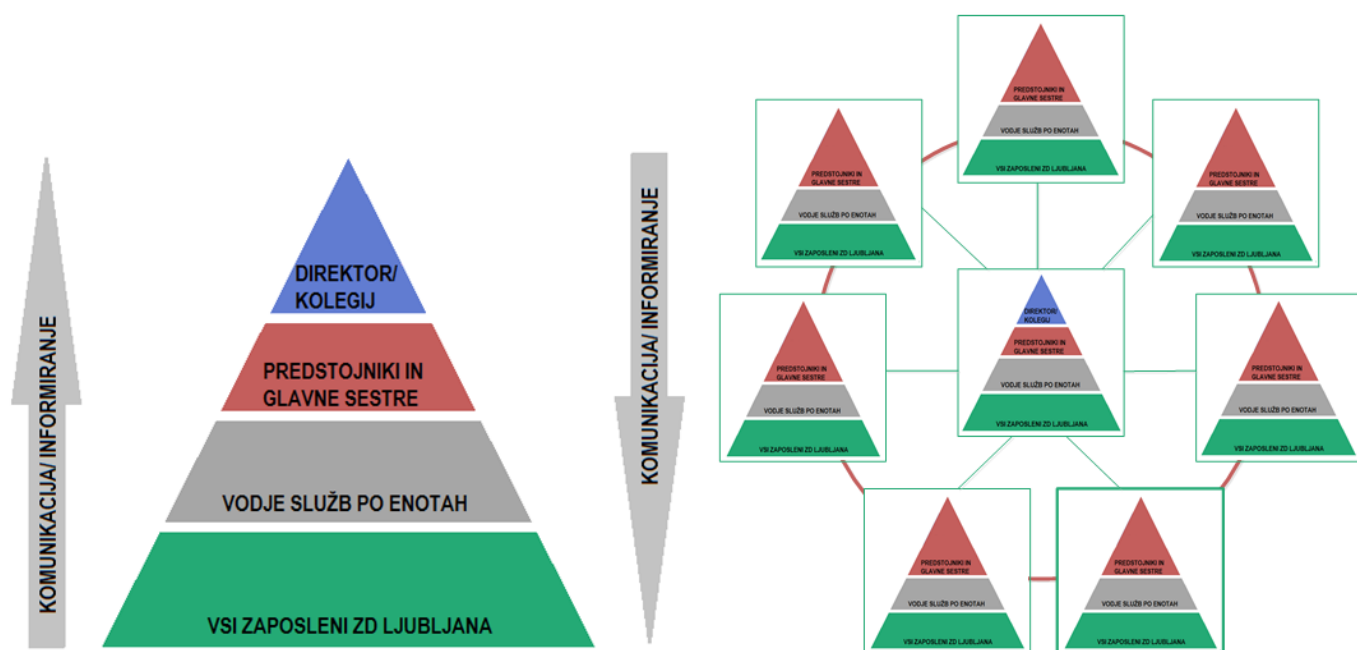 KOMUNIKACIJA/ INFORMIRANJE
DIREKTOR/
KOLEGIJ
PREDSTOJNIKI IN
GLAVNE SESTRE
VODJE SLUŽB PO ENOTAH
VSI ZAPOSLENI ZD LJUBLJANA
KOMUNIKACIJA/ INFORMIRANJE
PREDSTOJNIKI IN
GLAVNE SESTRE
VODJE SLUŽB PO ENOTAH
VSI ZAPOSLENI ZD LJUBLJANA
PREDSTOJNIKI IN
GLAVNE SESTRE
VODJE SLUŽB PO ENOTAH
VSI ZAPOSLENI ZD LJUBLJANA
PREDSTOJNIKI IN
GLAVNE SESTRE
VODJE SLUŽB PO ENOTAH
VSI ZAPOSLENI ZD LJUBLJANA
PREDSTOJNIKI IN
GLAVNE SESTRE
VODJE SLUŽB PO ENOTAH
VSI ZAPOSLENI ZD LJUBLJANA
DIREKTOR/
KOLEGIJ
PREDSTOJNIKI IN
GLAVNE SESTRE
VODJE SLUŽB PO ENOTAH
VSI ZAPOSLENI ZD LJUBLJANA
PREDSTOJNIKI IN
GLAVNE SESTRE
VODJE SLUŽB PO ENOTAH
VSI ZAPOSLENI ZD LJUBLJANA
PREDSTOJNIKI IN
GLAVNE SESTRE
VODJE SLUŽB PO ENOTAH
VSI ZAPOSLENI ZD LJUBLJANA
PREDSTOJNIKI IN
GLAVNE SESTRE
VODJE SLUŽB PO ENOTAH
VSI ZAPOSLENI ZD LJUBLJANA